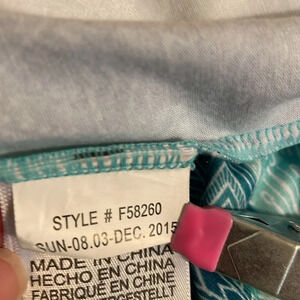 STYLE # F58260
SUN-08.03-DEC. 2015
MADE IN CHINA
HECHO EN CHINA
FABRIQUÉ EN CHINE